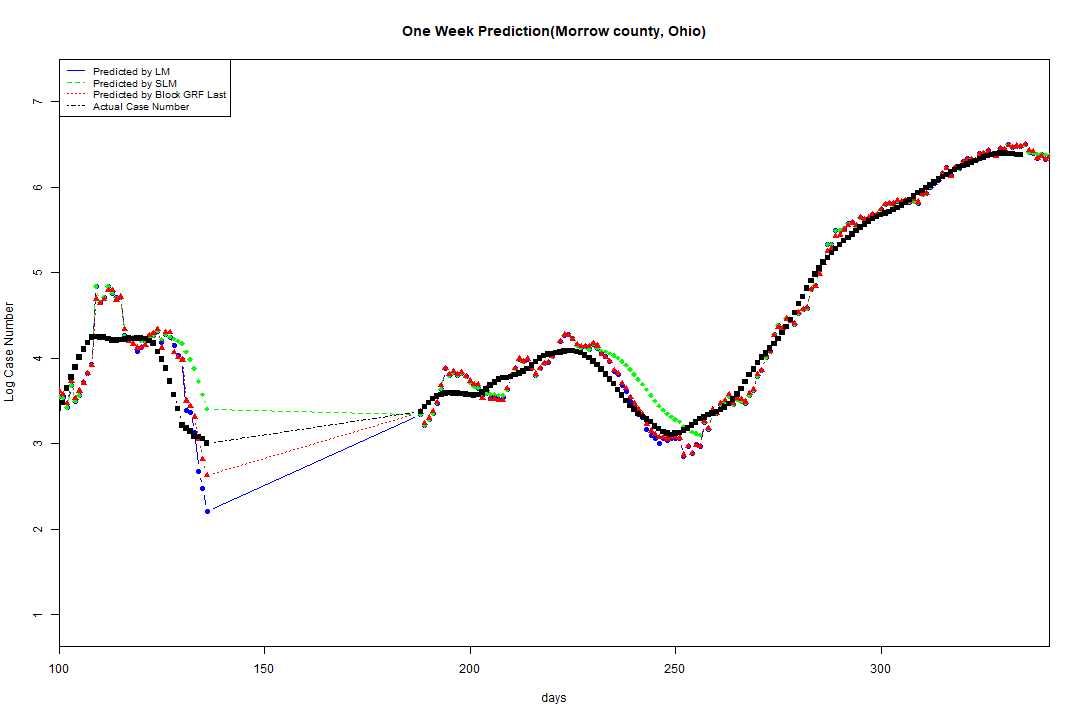 One Week Prediction(Morrow county, Ohio)
Predicted by LM
Predicted by SLM
Predicted by Block GRF Last
Actual Case Number
7
6
5
4
3
2
1
Log Case Number
100 150 200 250 300
days